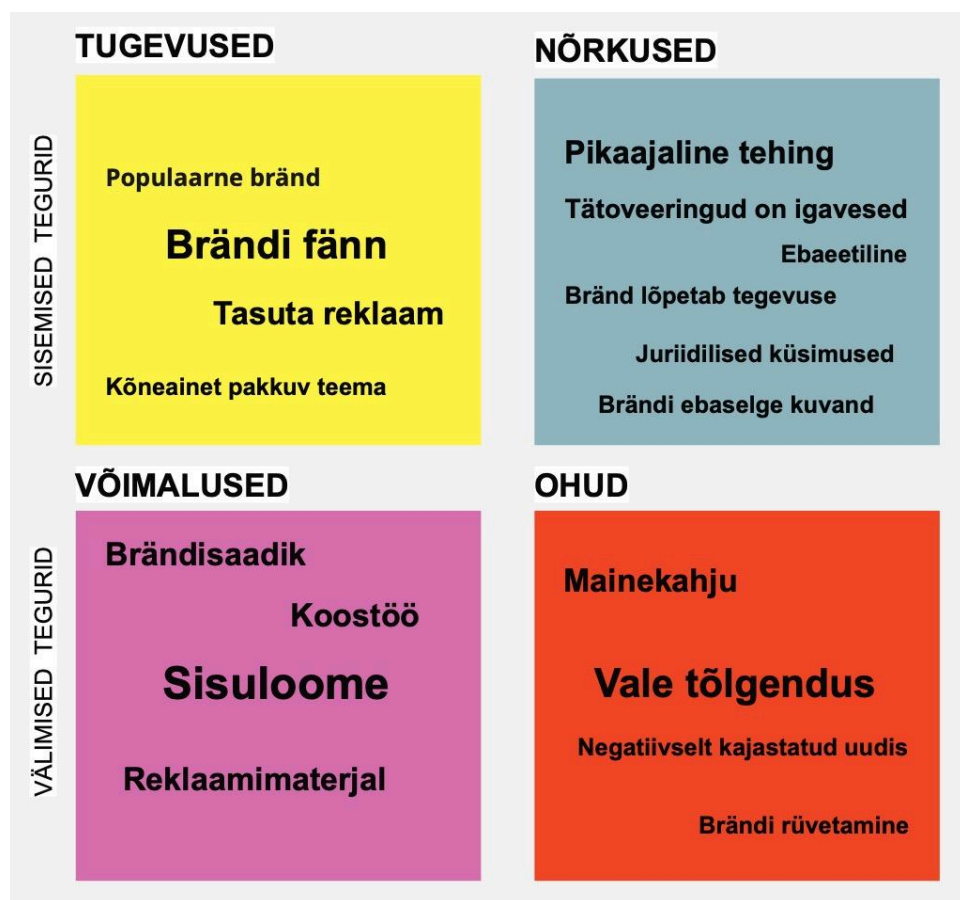 TUGEVUSED
SISEMISED TEGURID
Populaarne bränd
Brändi fänn
Tasuta reklaam
Kõneainet pakkuv teema
NÕRKUSED
Pikaajaline tehing
Tätoveeringud on igavesed
Ebaeetiline
Bränd lõpetab tegevuse
Juriidilised küsimused
Brändi ebaselge kuvand
VÕIMALUSED
VÄLIMISED TEGURID
Brändisaadik
Koostöö
Sisuloome
Reklaamimaterjal
OHUD
Mainekahju
Vale tõlgendus
Negatiivselt kajastatud uudis
Brändi rüvetamine